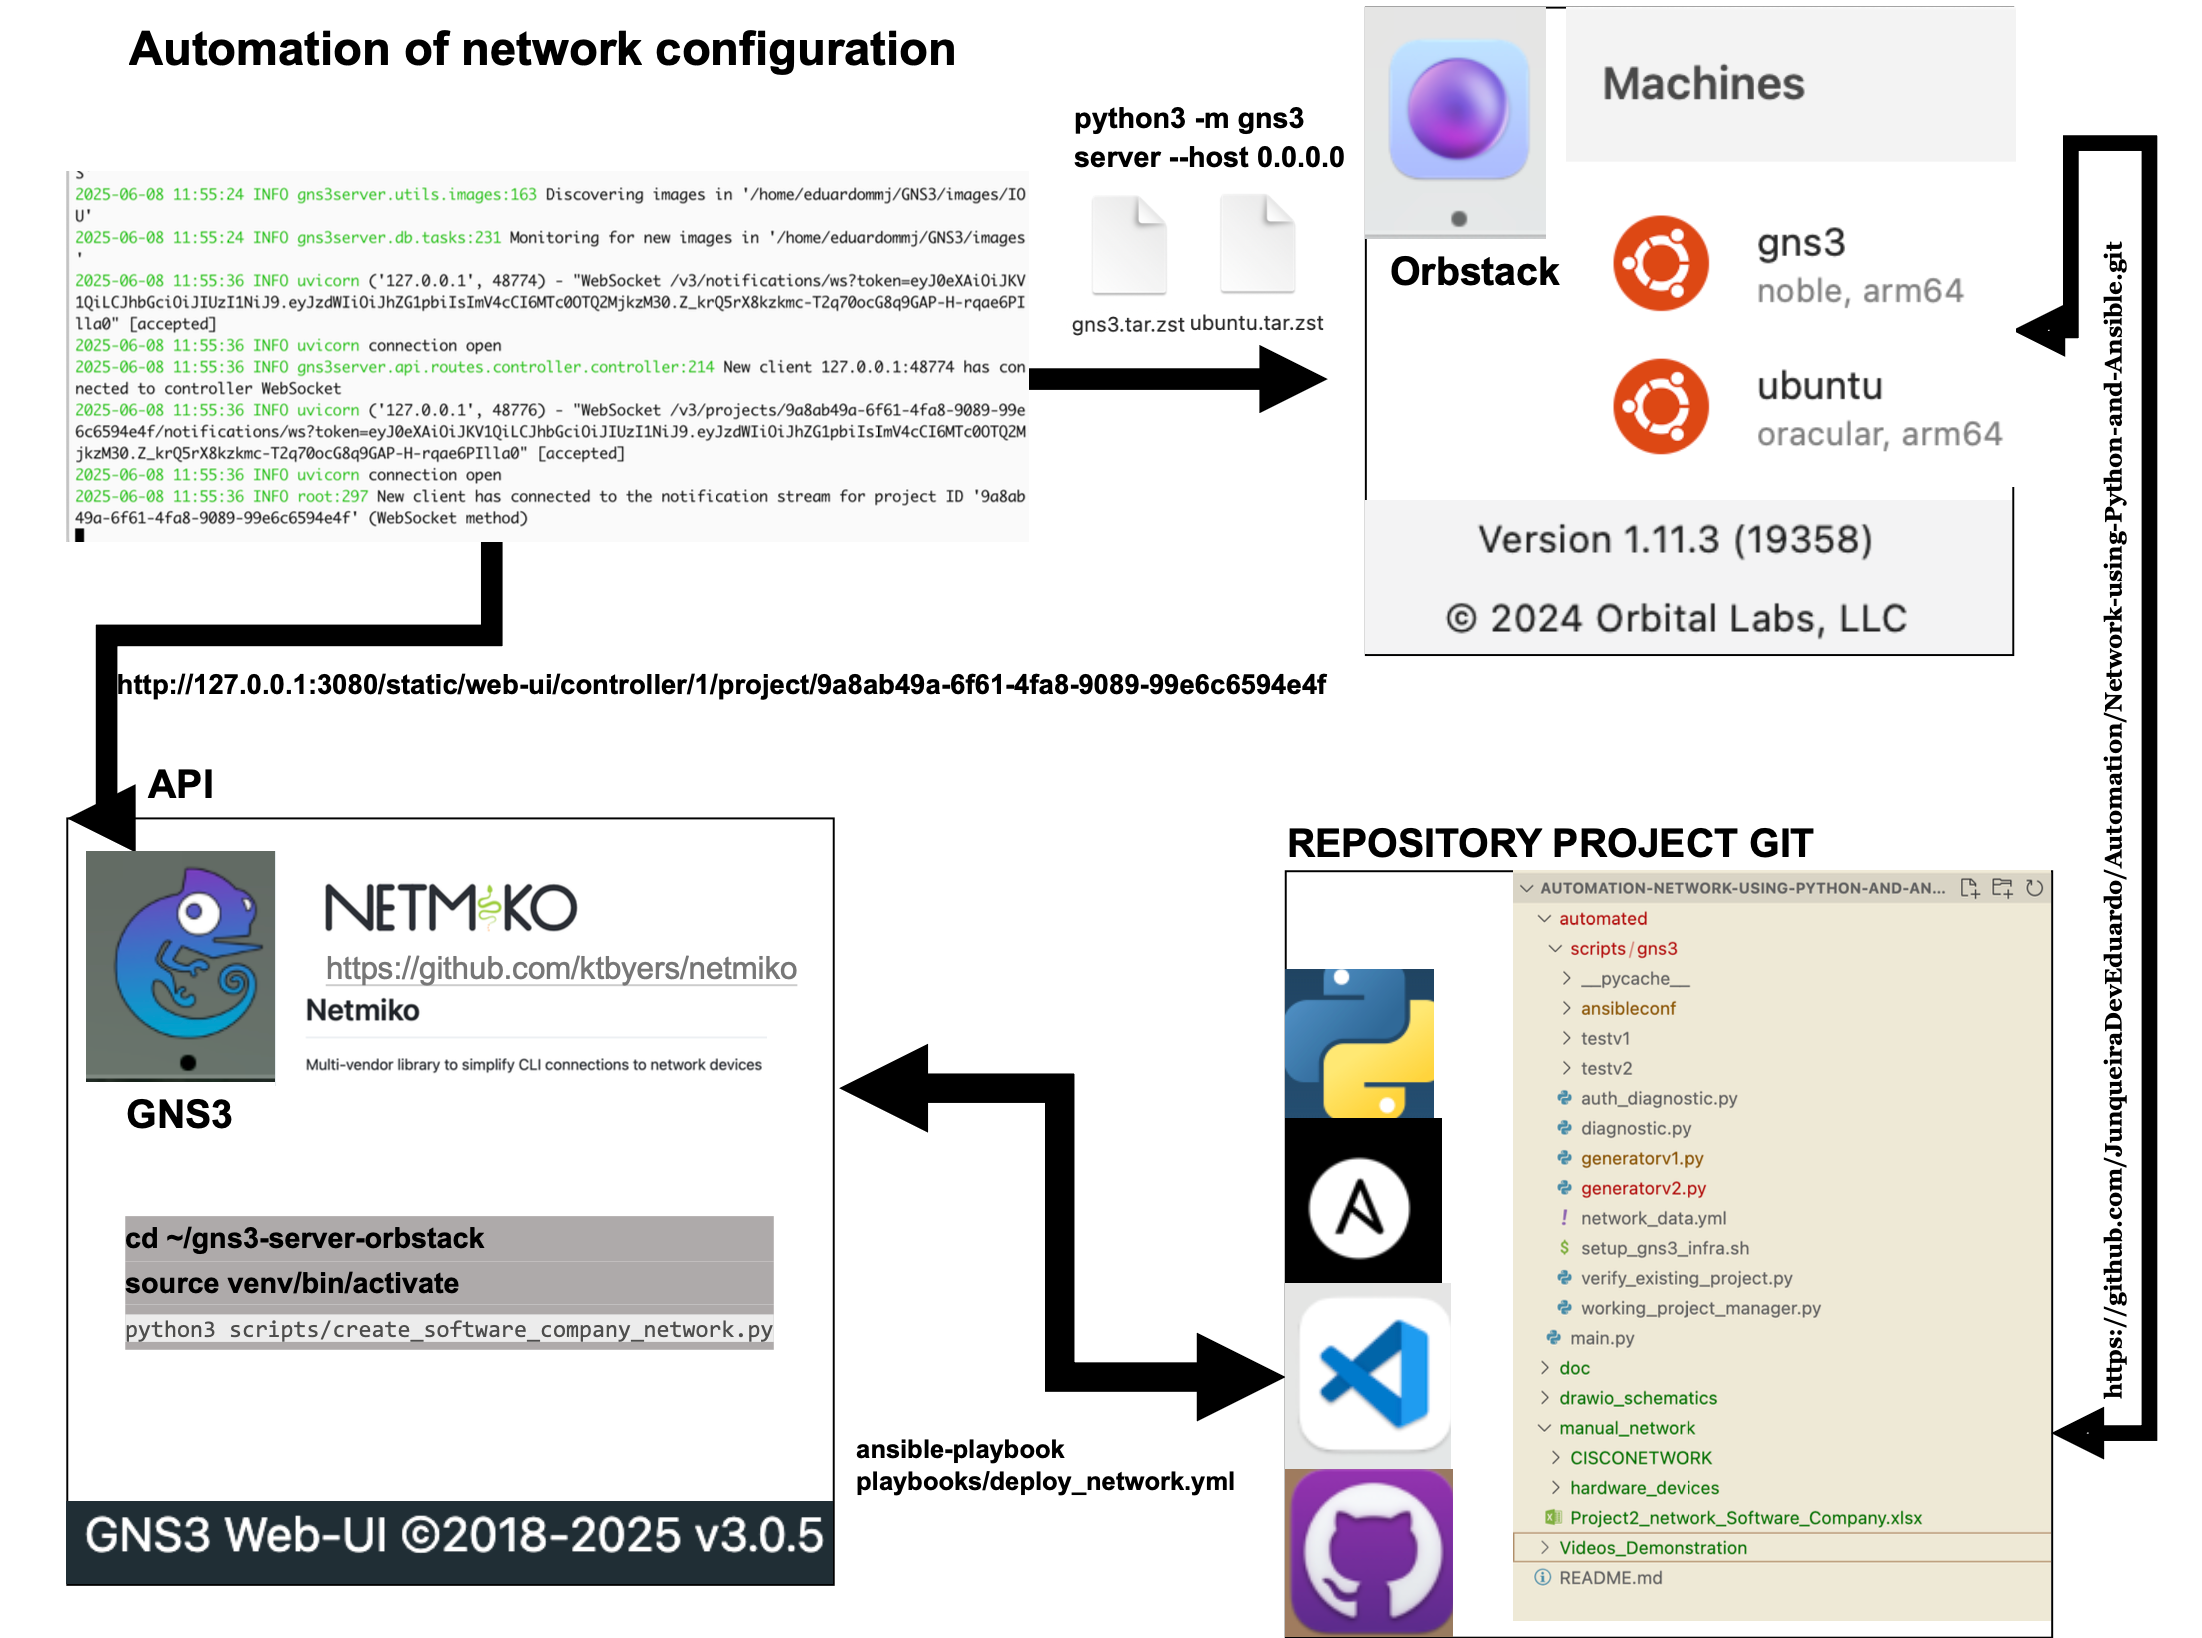 Automation of network configuration
3
2025-06-08 11:55:24 INFO gns3server.utils.images:163 Discovering images in '/home/eduardommj/GNS3/images/IO
U'
2025-06-08 11:55:24 INFO gns3server.db.tasks:231 Monitoring for new images in '/home/eduardommj/GNS3/images
'
2025-06-08 11:55:36 INFO uvicorn ('127.0.0.1', 48774) - "WebSocket /v3/notifications/ws?token=eyJ0eXAiOiJKV
1QiLCJhbGciOiJIUzI1NiJ9.eyJzdWIiOiJhZG1pbiIsImV4cCI6MTc0OTQ2MjkzM30.Z_krQ5rX8kzkmc-T2q70ocG8q9GAP-H-rqae6PI
lla0" [accepted]
2025-06-08 11:55:36 INFO uvicorn connection open
2025-06-08 11:55:36 INFO gns3server.api.routes.controller.controller:214 New client 127.0.0.1:48774 has con
nected to controller WebSocket
2025-06-08 11:55:36 INFO uvicorn ('127.0.0.1', 48776) - "WebSocket /v3/projects/9a8ab49a-6f61-4fa8-9089-99e
6c6594e4f/notifications/ws?token=eyJ0eXAiOiJKV1QiLCJhbGciOiJIUzI1NiJ9.eyJzdWIiOiJhZG1pbiIsImV4cCI6MTc0OTQ2M
jkzM30.Z_krQ5rX8kzkmc-T2q70ocG8q9GAP-H-rqae6PIlla0" [accepted]
2025-06-08 11:55:36 INFO uvicorn connection open
2025-06-08 11:55:36 INFO root:297 New client has connected to the notification stream for project ID '9a8ab
49a-6f61-4fa8-9089-99e6c6594e4f' (WebSocket method)
python3 -m gns3
server --host 0.0.0.0
gns3.tar.zst ubuntu.tar.zst
Orbstack
Machines
gns3
noble, arm64
ubuntu
oracular, arm64
Version 1.11.3 (19358)
© 2024 Orbital Labs, LLC
https://github.com/JunqueiraDevEduardo/Automation/Network-using-Python-and-Ansible.git
http://127.0.0.1:3080/static/web-ui/controller/1/project/9a8ab49a-6f61-4fa8-9089-99e6c6594e4f
API
NETMIKO
https://github.com/ktbyers/netmiko
Netmiko
Multi-vendor library to simplify CLI connections to network devices
GNS3
cd ~/gns3-server-orbstack
source venv/bin/activate
python3 scripts/create_software_company_network.py
GNS3 Web-UI ©2018-2025 v3.0.5
ansible-playbook
playbooks/deploy_network.yml
REPOSITORY PROJECT GIT
AUTOMATION-NETWORK-USING-PYTHON-AND-AN...
automated
scripts/gns3
__pycache__
ansibleconf
testv1
testv2
auth_diagnostic.py
diagnostic.py
generatorv1.py
generatorv2.py
! network_data.yml
$ setup_gns3_infra.sh
verify_existing_project.py
working_project_manager.py
main.py
doc
drawio_schematics
manual_network
CISCONETWORK
hardware_devices
Project2_network_Software_Company.xlsx
Videos_Demonstration
README.md